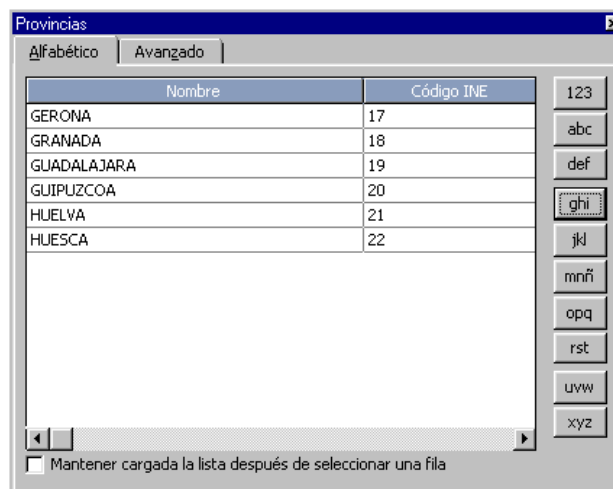 Provincias
Alfabético Avanzado
Nombre Código INE
GERONA 17
GRANADA 18
GUADALAJARA 19
GUIPUZCOA 20
HUELVA 21
HUESCA 22
123
abc
def
ghi
jkl
mnñ
opq
rst
uvw
xyz
Mantener cargada la lista después de seleccionar una fila